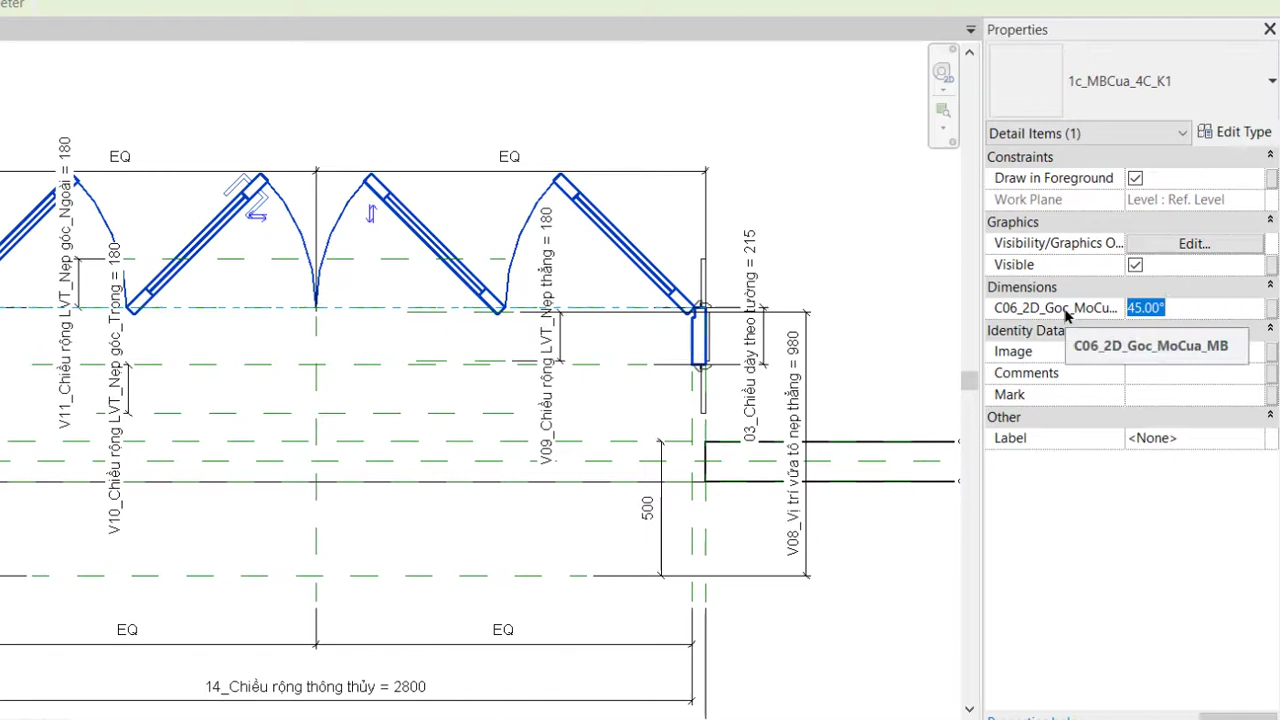 eter
Properties
1c_MBCua_4C_K1
Detail Items (1)
Edit Type
Constraints
Draw in Foreground
Work Plane
Level : Ref. Level
Graphics
Visibility/Graphics O...
Edit...
Visible
Dimensions
C06_2D_Goc_MoCu...
45.00°
C06_2D_Goc_MoCua_MB
Identity Data
Image
Comments
Mark
Other
Label
<None>
2D
EQ
EQ
V11_Chiều rộng LVT_Nẹp góc_Ngoài = 180
V10_Chiều rộng LVT_Nẹp góc_Trong = 180
V09_Chiều rộng LVT_Nẹp thẳng = 180
03_Chiều dày theo tường = 215
V08_Vị trí vữa tô nẹp thẳng = 980
500
EQ
EQ
14_Chiều rộng thông thủy = 2800